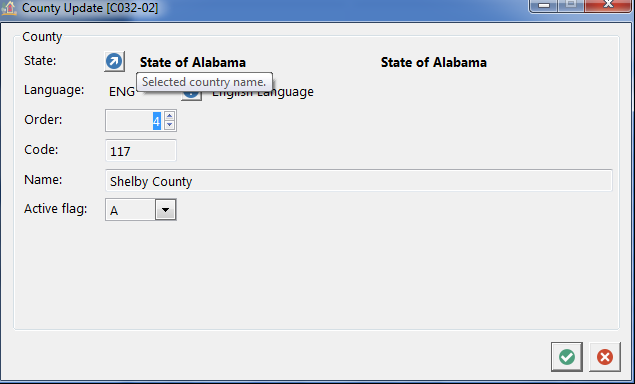 County Update [C032-02]
County
State: State of Alabama State of Alabama
Selected country name.
Language: ENG English Language
Order: 4
Code: 117
Name: Shelby County
Active flag: A